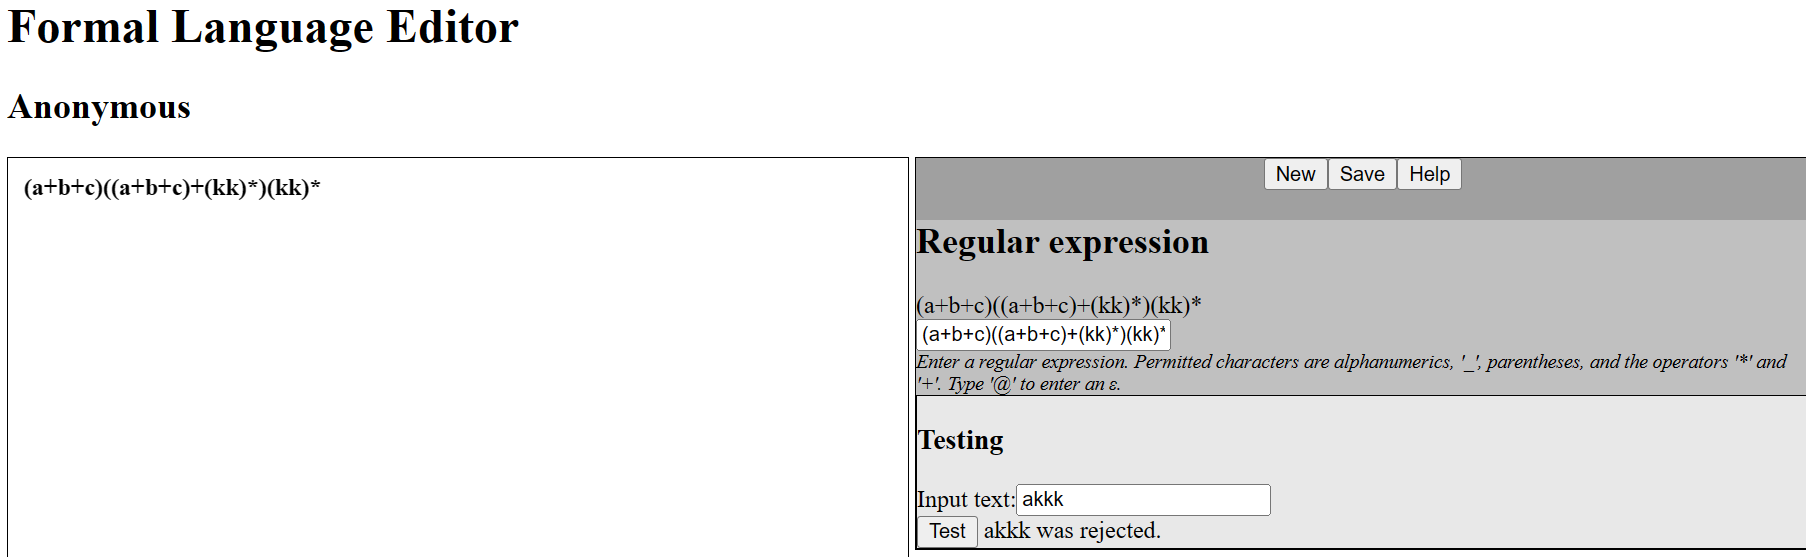 Formal Language Editor
Anonymous
(a+b+c)((a+b+c)+(kk)*)(kk)*
New Save Help
Regular expression
(a+b+c)((a+b+c)+(kk)*)(kk)*
(a+b+c)((a+b+c)+(kk)*)(kk)*
Enter a regular expression. Permitted characters are alphanumerics, '_', parentheses, and the operators '*' and
'+'. Type '@' to enter an ε.
Testing
Input text: akkk
Test akkk was rejected.